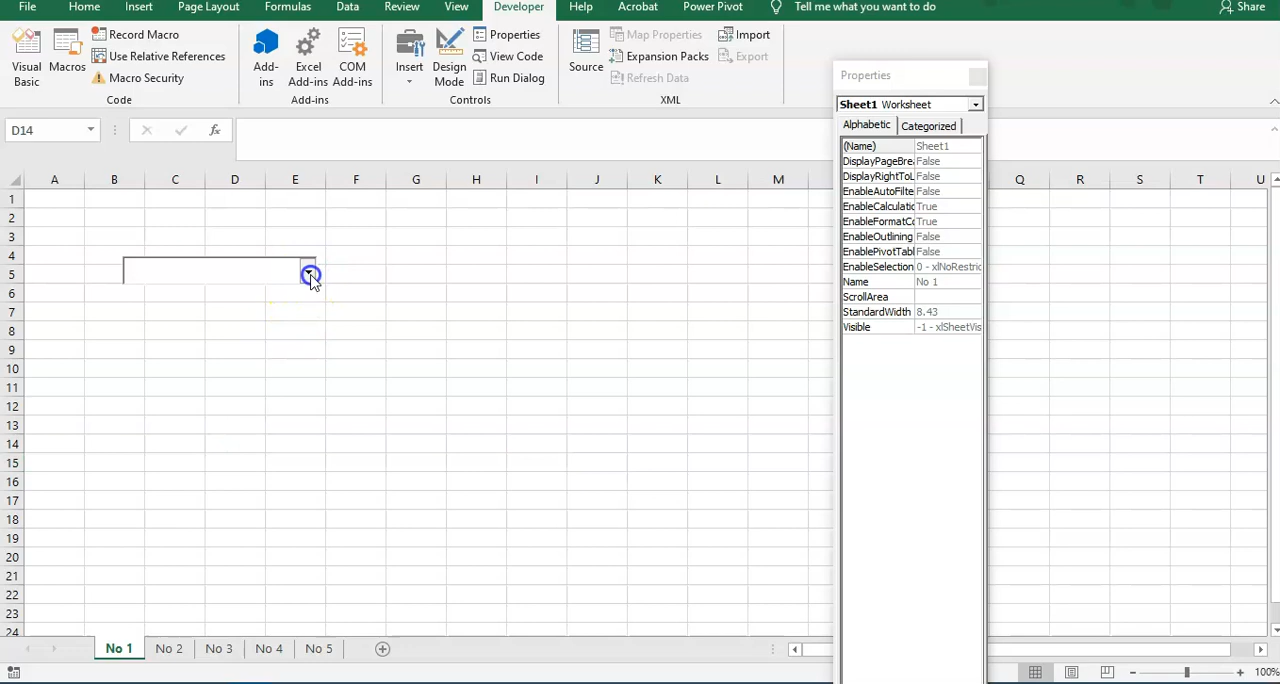 File Home Insert Page Layout Formulas Data Review View Developer Help Acrobat Power Pivot Tell me what you want to do Share
Visual Basic
Macros
Record Macro
Use Relative References
Macro Security
Code
Add-ins
Excel Add-ins
COM Add-ins
Add-ins
Insert
Design Mode
Properties
View Code
Run Dialog
Controls
Source
Map Properties
Expansion Packs
Refresh Data
Import
Export
XML
D14
fx
A B C D E F G H I J K L M Q R S T U
1
2
3
4
5
6
7
8
9
10
11
12
13
14
15
16
17
18
19
20
21
22
23
24
Properties
Sheet1 Worksheet
Alphabetic Categorized
(Name) Sheet1
DisplayPageBrea False
DisplayRightToL False
EnableAutoFilte False
EnableCalculatic True
EnableFormatCo True
EnableOutlining False
EnablePivotTabl False
EnableSelection 0 - xlNoRestric
Name No 1
ScrollArea
StandardWidth 8.43
Visible -1 - xlSheetVis
No 1 No 2 No 3 No 4 No 5
100%